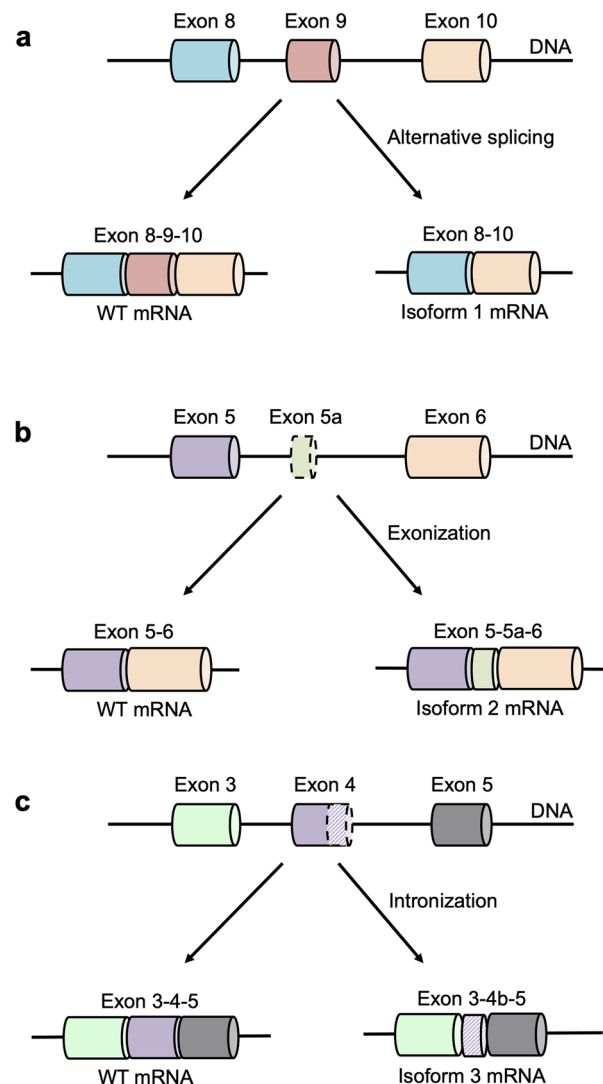 a
Exon 8 Exon 9 Exon 10
DNA
Alternative splicing
Exon 8-9-10 Exon 8-10
WT mRNA Isoform 1 mRNA
b
Exon 5 Exon 5a Exon 6
DNA
Exonization
Exon 5-6 Exon 5-5a-6
WT mRNA Isoform 2 mRNA
c
Exon 3 Exon 4 Exon 5
DNA
Intronization
Exon 3-4-5 Exon 3-4b-5
WT mRNA Isoform 3 mRNA